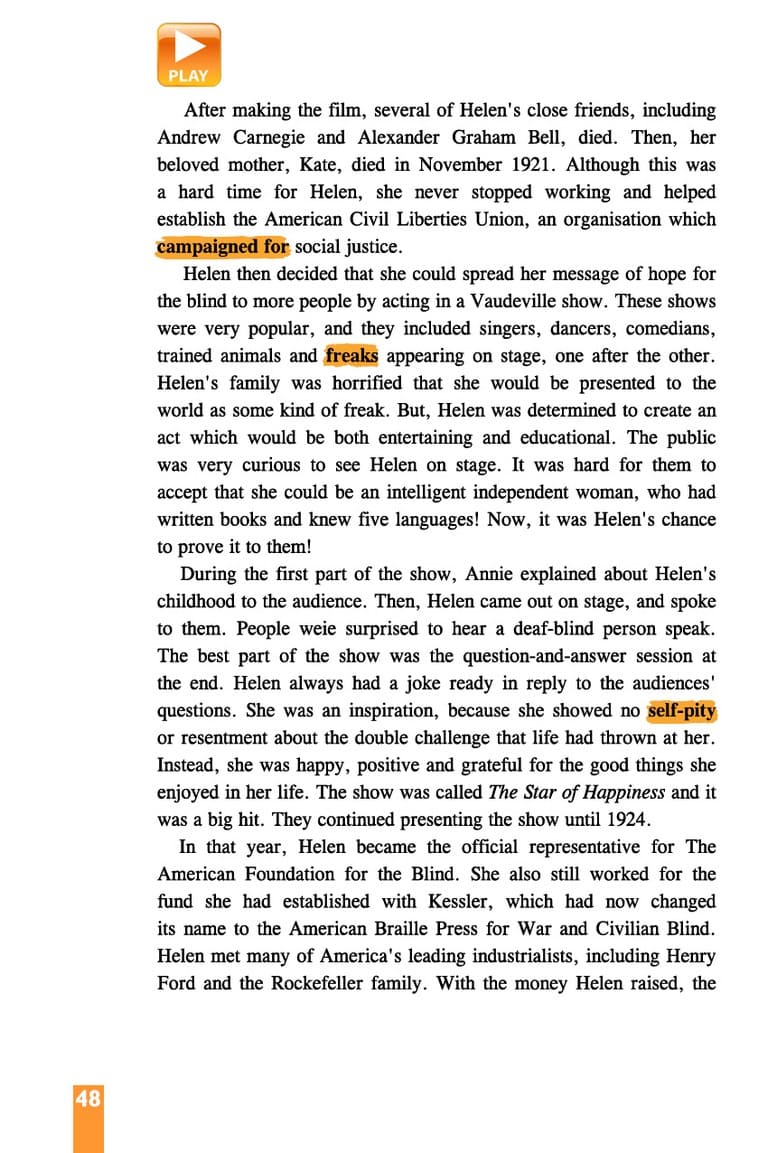 PLAY
After making the film, several of Helen's close friends, including
Andrew Carnegie and Alexander Graham Bell, died. Then, her
beloved mother, Kate, died in November 1921. Although this was
a hard time for Helen, she never stopped working and helped
establish the American Civil Liberties Union, an organisation which
campaigned for social justice.
Helen then decided that she could spread her message of hope for
the blind to more people by acting in a Vaudeville show. These shows
were very popular, and they included singers, dancers, comedians,
trained animals and freaks appearing on stage, one after the other.
Helen's family was horrified that she would be presented to the
world as some kind of freak. But, Helen was determined to create an
act which would be both entertaining and educational. The public
was very curious to see Helen on stage. It was hard for them to
accept that she could be an intelligent independent woman, who had
written books and knew five languages! Now, it was Helen's chance
to prove it to them!
During the first part of the show, Annie explained about Helen's
childhood to the audience. Then, Helen came out on stage, and spoke
to them. People weie surprised to hear a deaf-blind person speak.
The best part of the show was the question-and-answer session at
the end. Helen always had a joke ready in reply to the audiences'
questions. She was an inspiration, because she showed no self-pity
or resentment about the double challenge that life had thrown at her.
Instead, she was happy, positive and grateful for the good things she
enjoyed in her life. The show was called The Star of Happiness and it
was a big hit. They continued presenting the show until 1924.
In that year, Helen became the official representative for The
American Foundation for the Blind. She also still worked for the
fund she had established with Kessler, which had now changed
its name to the American Braille Press for War and Civilian Blind.
Helen met many of America's leading industrialists, including Henry
Ford and the Rockefeller family. With the money Helen raised, the
48